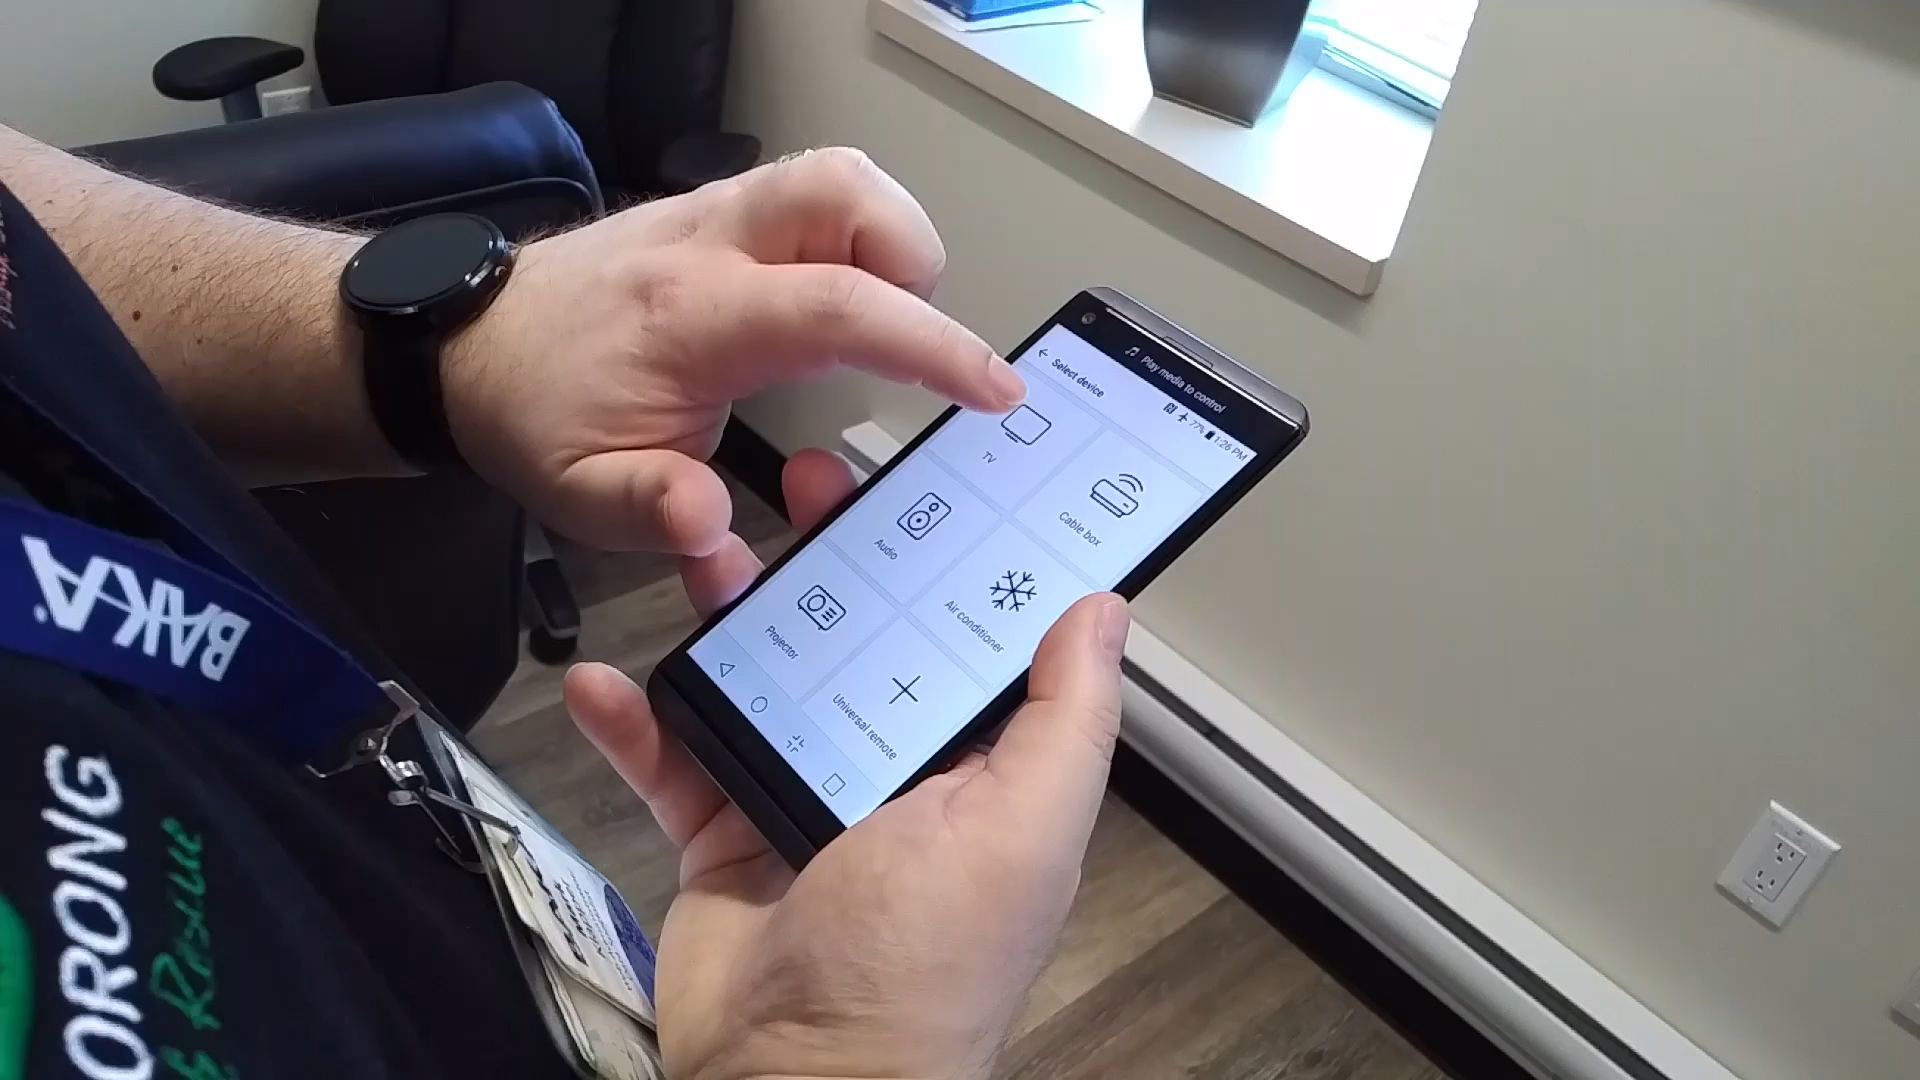 Play media to control
77% 1:26 PM
Select device
TV
Cable box
Audio
Air conditioner
Projector
Universal remote
BAKA
ORONG